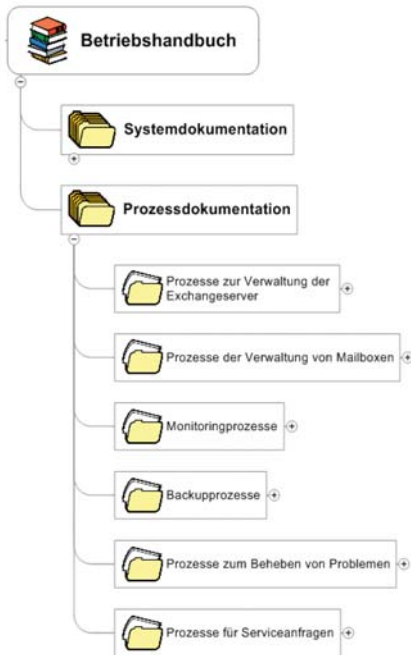 Betriebshandbuch
Systemdokumentation
Prozessdokumentation
Prozesse zur Verwaltung der
Exchangeserver
Prozesse der Verwaltung von Mailboxen
Monitoringprozesse
Backupprozesse
Prozesse zum Beheben von Problemen
Prozesse für Serviceanfragen